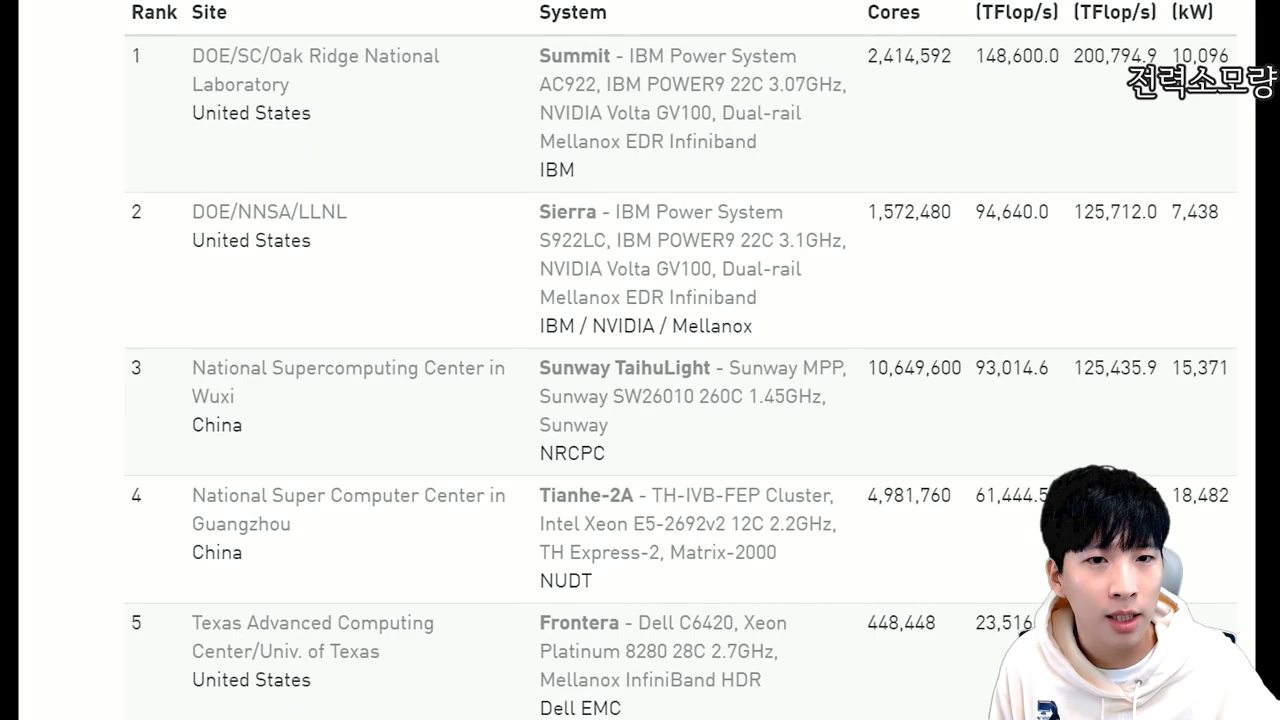 Rank Site System Cores (TFlop/s) (TFlop/s) (kW)
1 DOE/SC/Oak Ridge National Summit - IBM Power System 2,414,592 148,600.0 200,794.9 10,096
전력소모량
Laboratory AC922, IBM POWER9 22C 3.07GHz,
United States NVIDIA Volta GV100, Dual-rail
Mellanox EDR Infiniband
IBM
2 DOE/NNSA/LLNL Sierra - IBM Power System 1,572,480 94,640.0 125,712.0 7,438
United States S922LC, IBM POWER9 22C 3.1GHz,
NVIDIA Volta GV100, Dual-rail
Mellanox EDR Infiniband
IBM / NVIDIA / Mellanox
3 National Supercomputing Center in Sunway TaihuLight - Sunway MPP, 10,649,600 93,014.6 125,435.9 15,371
Wuxi Sunway SW26010 260C 1.45GHz,
China Sunway
NRCPC
4 National Super Computer Center in Tianhe-2A - TH-IVB-FEP Cluster, 4,981,760 61,444.5 18,482
Guangzhou Intel Xeon E5-2692v2 12C 2.2GHz,
China TH Express-2, Matrix-2000
NUDT
5 Texas Advanced Computing Frontera - Dell C6420, Xeon 448,448 23,516
Center/Univ. of Texas Platinum 8280 28C 2.7GHz,
United States Mellanox InfiniBand HDR
Dell EMC